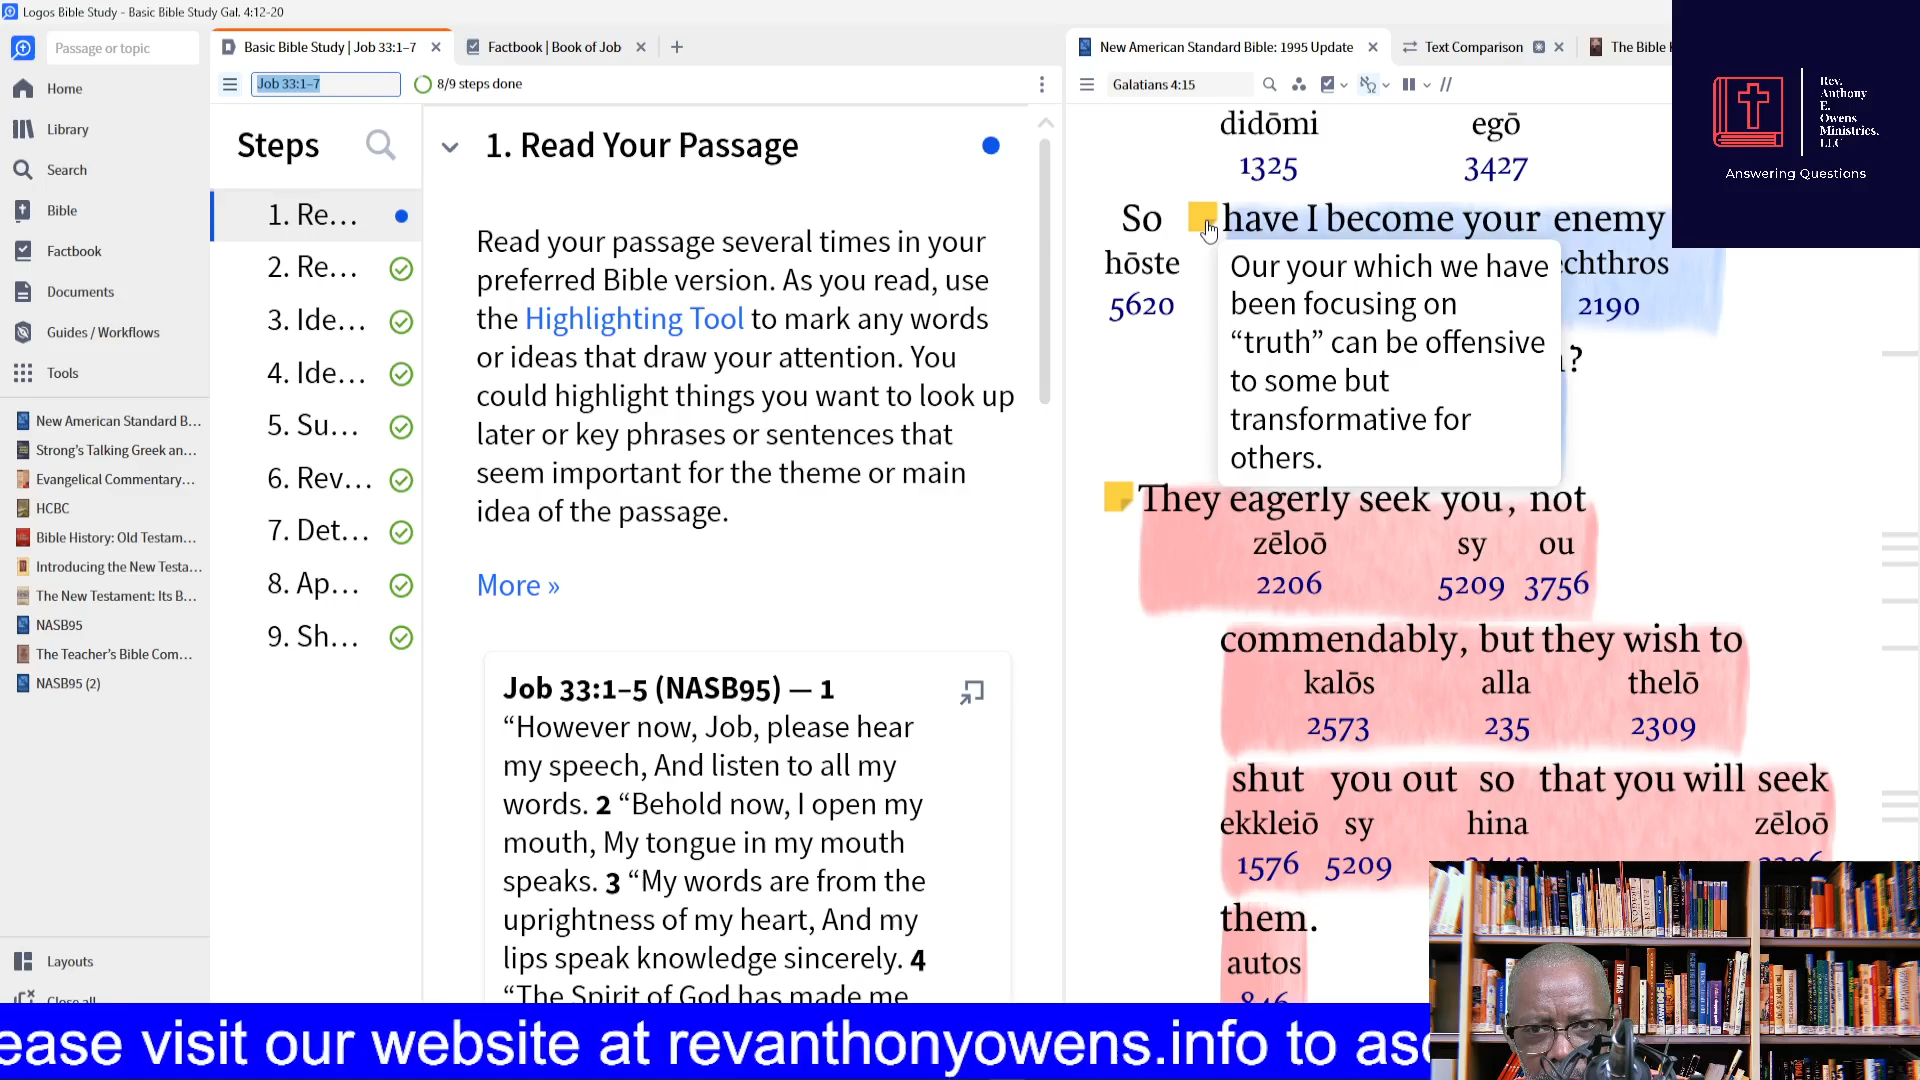 Logos Bible Study - Basic Bible Study Gal. 4:12-20
Passage or topic
Home
Library
Search
Bible
Factbook
Documents
Guides / Workflows
Tools
New American Standard B...
Strong's Talking Greek an...
Evangelical Commentary...
HCBC
Bible History: Old Testam...
Introducing the New Testa...
The New Testament: Its B...
NASB95
The Teacher's Bible Com...
NASB95 (2)
Layouts
Close all
Basic Bible Study | Job 33:1–7
Factbook | Book of Job
Job 33:1–7
8/9 steps done
Steps
1. Re...
2. Re...
3. Ide...
4. Ide...
5. Su...
6. Rev...
7. Det...
8. Ap...
9. Sh...
1. Read Your Passage
Read your passage several times in your
preferred Bible version. As you read, use
the Highlighting Tool to mark any words
or ideas that draw your attention. You
could highlight things you want to look up
later or key phrases or sentences that
seem important for the theme or main
idea of the passage.
More »
Job 33:1–5 (NASB95) — 1
“However now, Job, please hear
my speech, And listen to all my
words. 2 “Behold now, I open my
mouth, My tongue in my mouth
speaks. 3 “My words are from the
uprightness of my heart, And my
lips speak knowledge sincerely. 4
“The Spirit of God has made me
New American Standard Bible: 1995 Update
Text Comparison
The Bible
Galatians 4:15
didōmi egō
1325 3427
So have I become your enemy
hōste echthros
5620 2190
?
Our your which we have
been focusing on
“truth” can be offensive
to some but
transformative for
others.
They eagerly seek you, not
zēloō sy ou
2206 5209 3756
commendably, but they wish to
kalōs alla thelō
2573 235 2309
shut you out so that you will seek
ekkleiō sy hina zēloō
1576 5209
them.
autos
846
Rev.
Anthony
E.
Owens
Ministries,
LLC
Answering Questions
ease visit our website at revanthonyowens.info to as